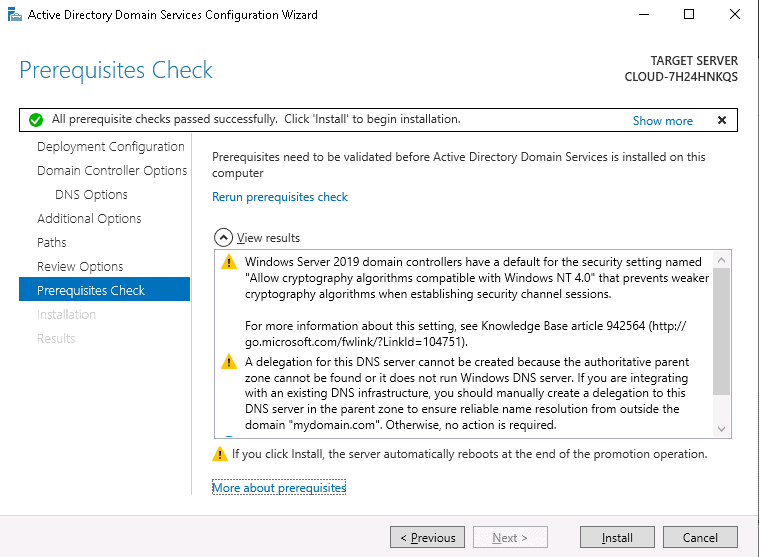 Active Directory Domain Services Configuration Wizard
Prerequisites Check
TARGET SERVER
CLOUD-7H24HNKQS
All prerequisite checks passed successfully. Click 'Install' to begin installation.
Show more
Deployment Configuration
Domain Controller Options
DNS Options
Additional Options
Paths
Review Options
Prerequisites Check
Installation
Results
Prerequisites need to be validated before Active Directory Domain Services is installed on this
computer
Rerun prerequisites check
View results
Windows Server 2019 domain controllers have a default for the security setting named
"Allow cryptography algorithms compatible with Windows NT 4.0" that prevents weaker
cryptography algorithms when establishing security channel sessions.
For more information about this setting, see Knowledge Base article 942564 (http://
go.microsoft.com/fwlink/?LinkId=104751).
A delegation for this DNS server cannot be created because the authoritative parent
zone cannot be found or it does not run Windows DNS server. If you are integrating
with an existing DNS infrastructure, you should manually create a delegation to this
DNS server in the parent zone to ensure reliable name resolution from outside the
domain "mydomain.com". Otherwise, no action is required.
If you click Install, the server automatically reboots at the end of the promotion operation.
More about prerequisites
< Previous
Next >
Install
Cancel